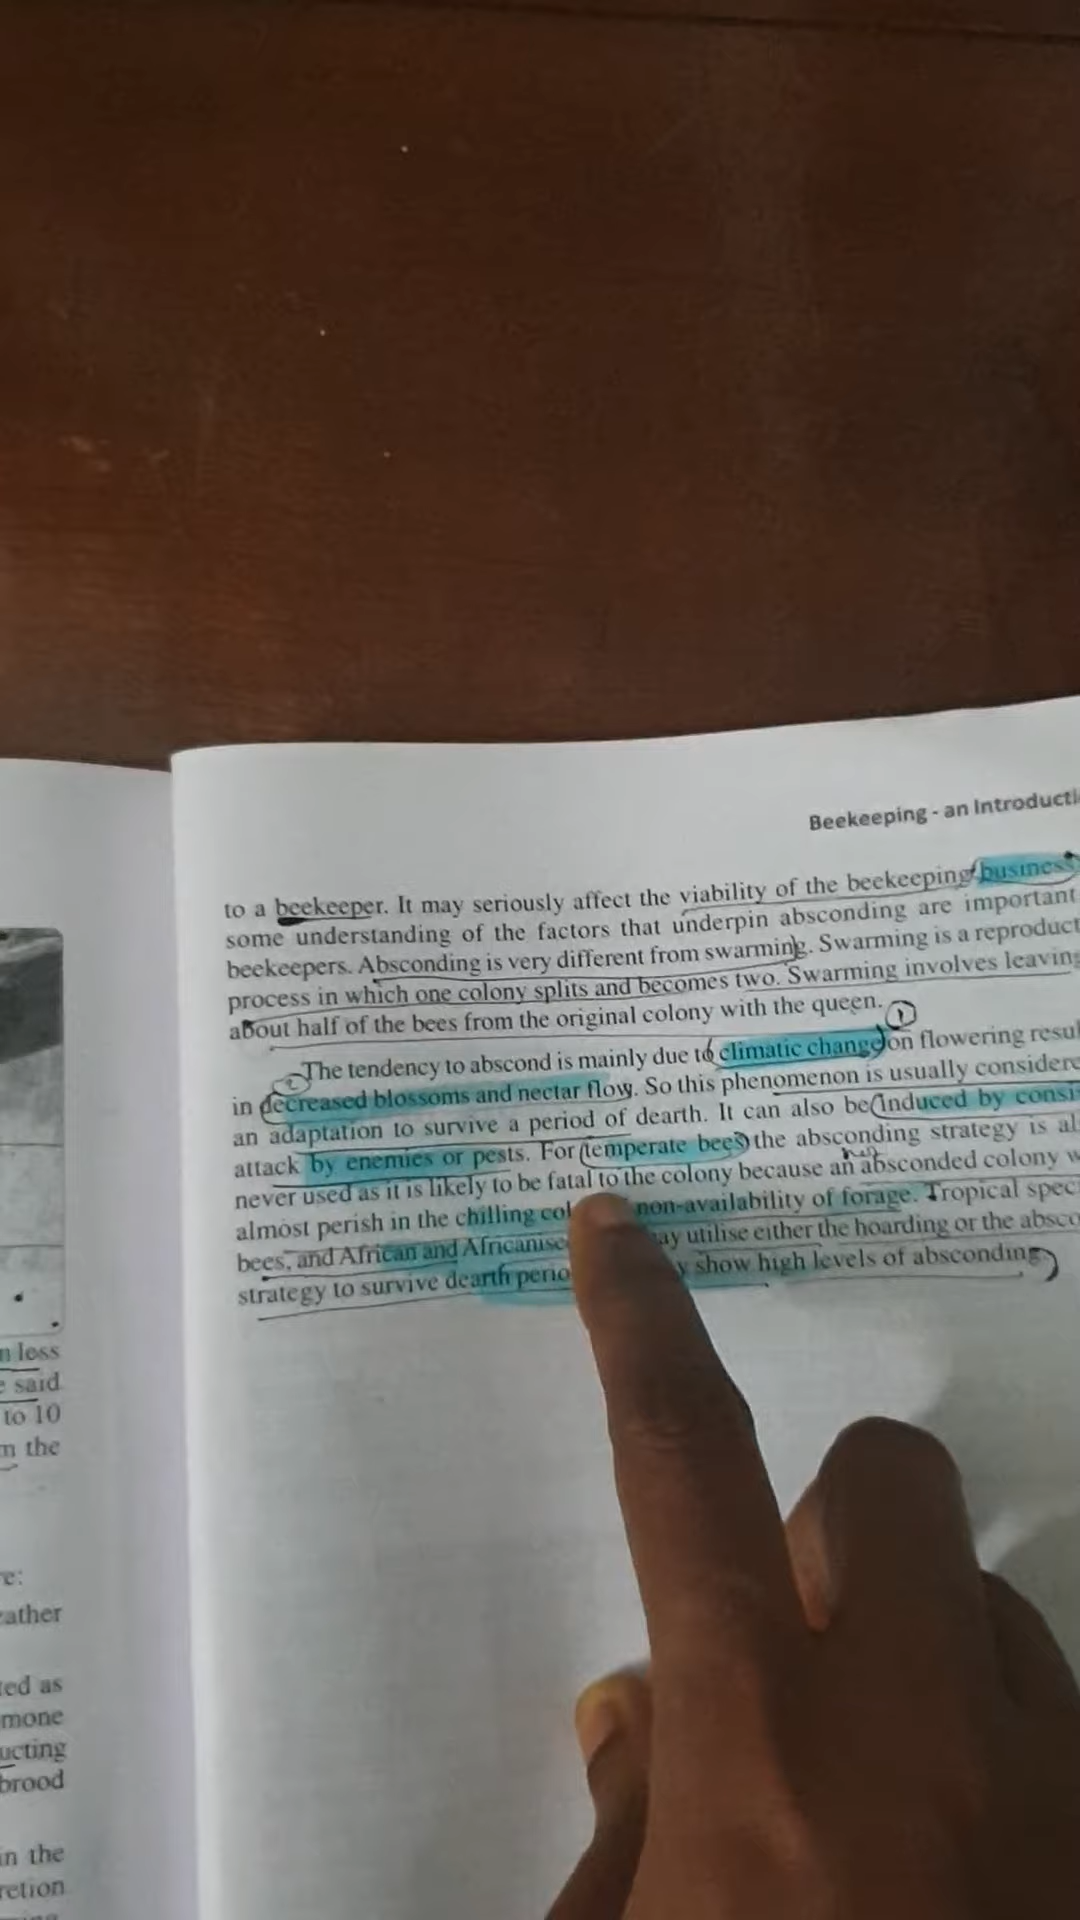 Beekeeping - an Introducti
to a beekeeper. It may seriously affect the viability of the beekeeping business
some understanding of the factors that underpin absconding are important
beekeepers. Absconding is very different from swarming. Swarming is a reproduct
process in which one colony splits and becomes two. Swarming involves leaving
about half of the bees from the original colony with the queen.
1
The tendency to abscond is mainly due to climatic change on flowering resul
in decreased blossoms and nectar flow. So this phenomenon is usually considere
an adaptation to survive a period of dearth. It can also be induced by consis
attack by enemies or pests. For temperate bees the absconding strategy is al
never used as it is likely to be fatal to the colony because an absconded colony w
almost perish in the chilling col non-availability of forage. Tropical spec
bees, and African and Africanise ay utilise either the hoarding or the absco
strategy to survive dearth perio y show high levels of absconding.
n less
e said
to 10
m the
re:
eather
ted as
mone
ucting
brood
in the
retion